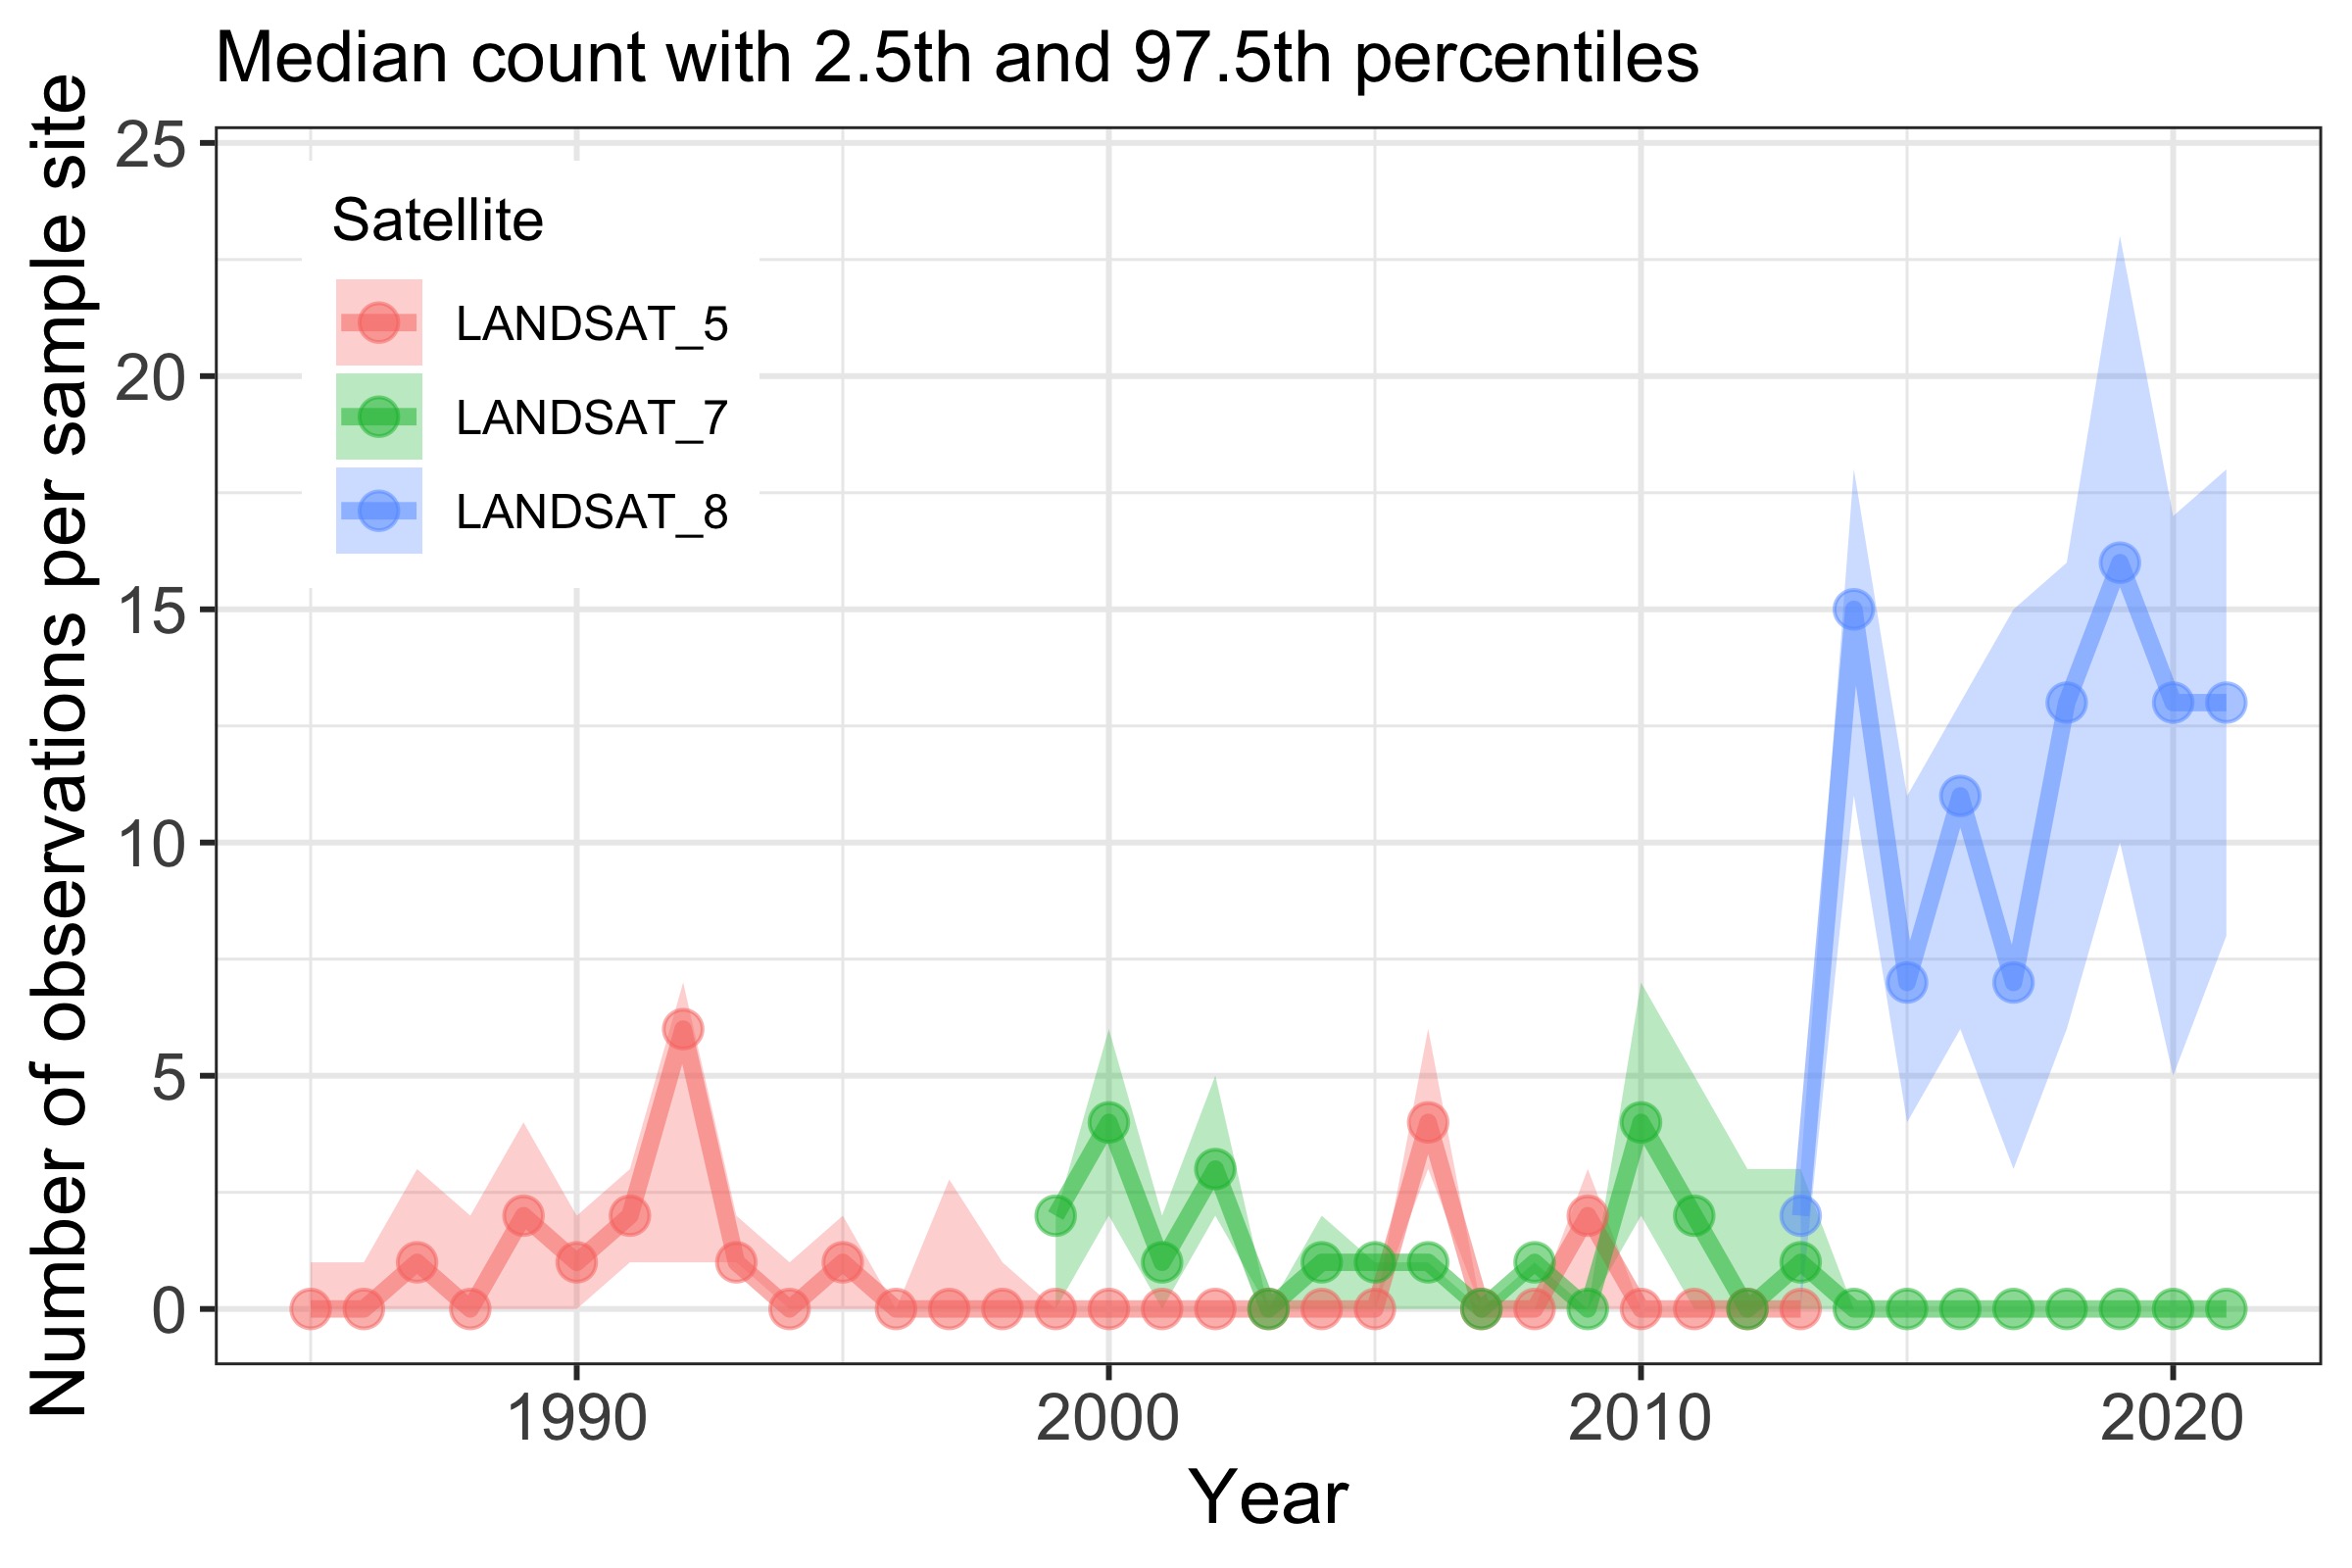 Median count with 2.5th and 97.5th percentiles
Number of observations per sample site
25
20
15
10
5
0
Satellite
LANDSAT_5
LANDSAT_7
LANDSAT_8
1990
2000
2010
2020
Year